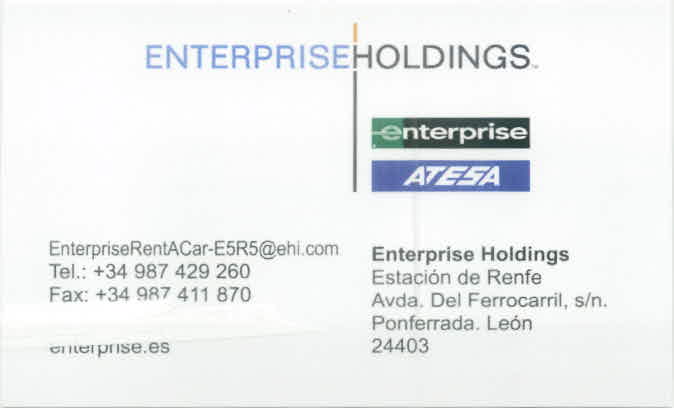 ENTERPRISEHOLDINGS™
enterprise
ATESA
EnterpriseRentACar-E5R5@ehi.com
Tel.: +34 987 429 260
Fax: +34 987 411 870
enterprise.es
Enterprise Holdings
Estación de Renfe
Avda. Del Ferrocarril, s/n.
Ponferrada. León
24403